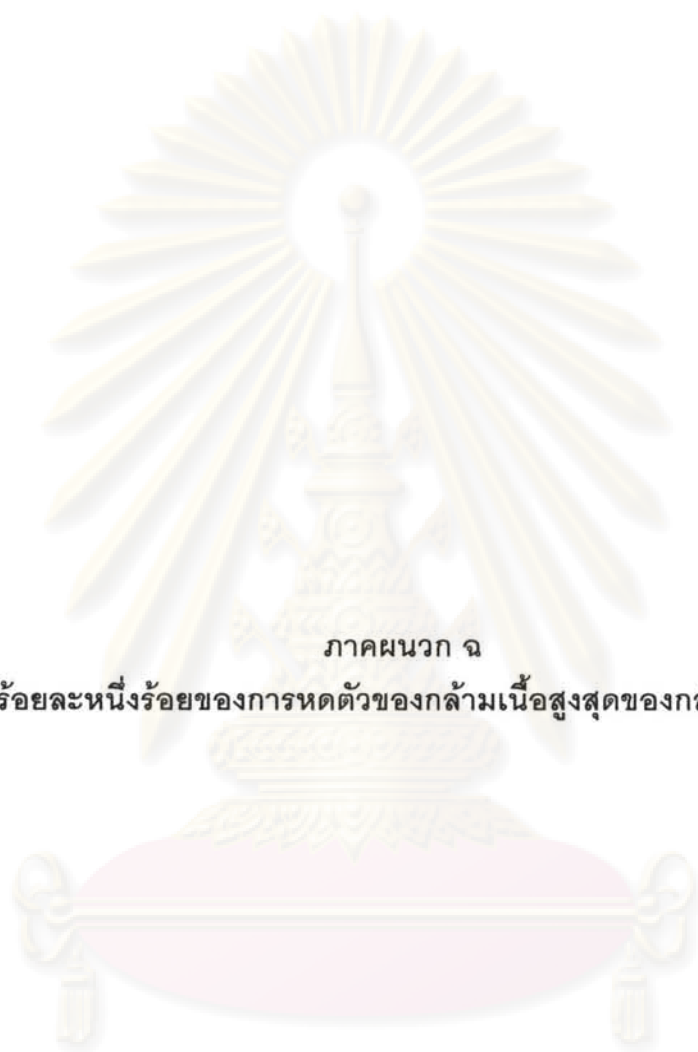 ภาคผนวก ฉ
ร้อยละหนึ่งร้อยของการหดตัวของกล้ามเนื้อสูงสุดของ